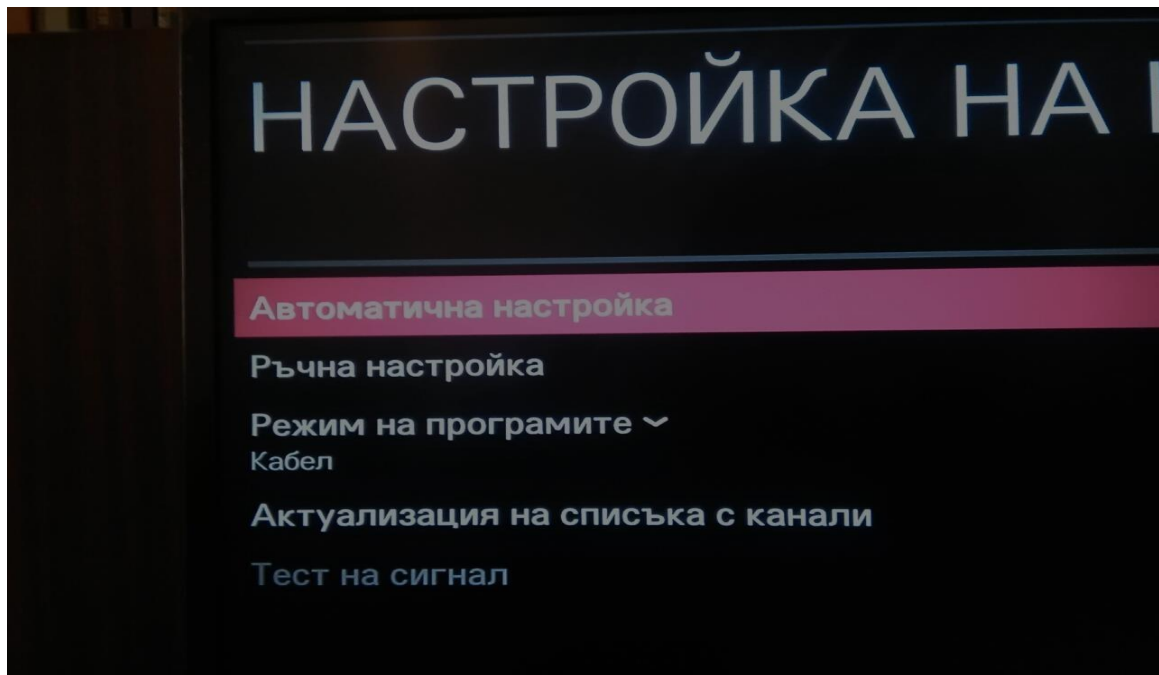 НАСТРОЙКА НА
Автоматична настройка
Ръчна настройка
Режим на програмите
Кабел
Актуализация на списъка с канали
Тест на сигнал